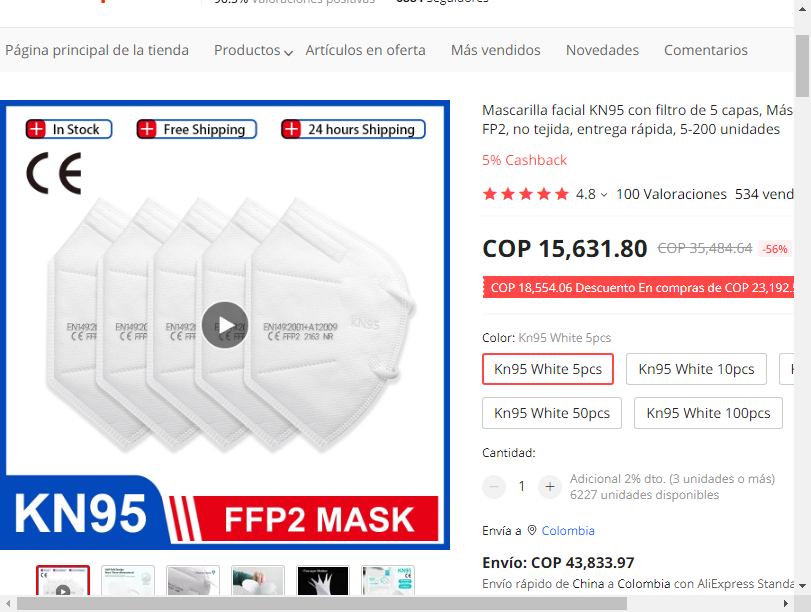 Página principal de la tienda
Productos
Artículos en oferta
Más vendidos
Novedades
Comentarios
In Stock
Free Shipping
24 hours Shipping
CE
EN149:2001+A1:2009
CE FFP2 2163 NR
KN95
KN95
FFP2 MASK
Mascarilla facial KN95 con filtro de 5 capas, Más
FP2, no tejida, entrega rápida, 5-200 unidades
5% Cashback
4.8
100 Valoraciones
534 vend
COP 15,631.80
COP 35,484.64
-56%
COP 18,554.06 Descuento En compras de COP 23,192.
Color: Kn95 White 5pcs
Kn95 White 5pcs
Kn95 White 10pcs
Kn95 White 50pcs
Kn95 White 100pcs
Cantidad:
1
Adicional 2% dto. (3 unidades o más)
6227 unidades disponibles
Envía a Colombia
Envío: COP 43,833.97
Envío rápido de China a Colombia con AliExpress Standa